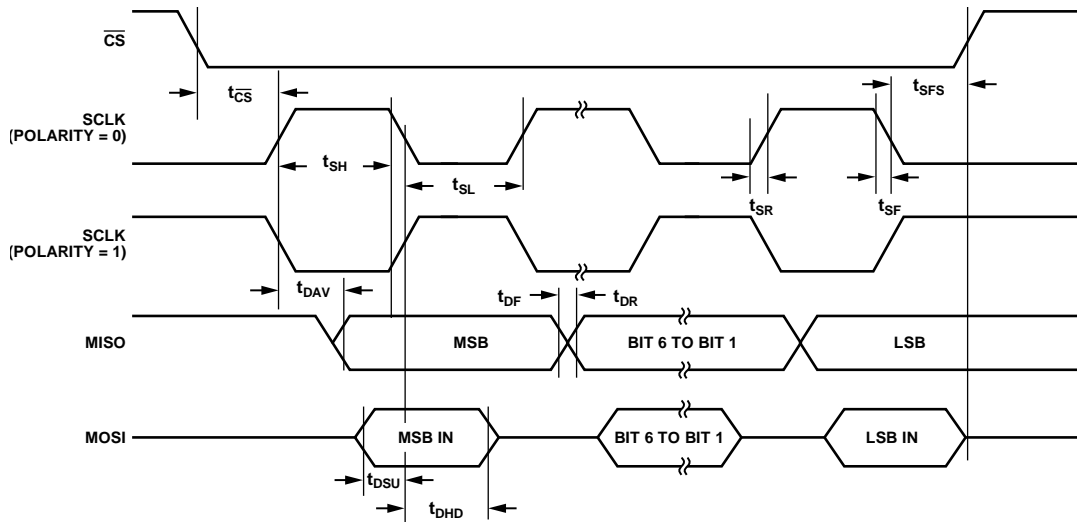 CS
tCS
tSFS
SCLK
(POLARITY = 0)
tSH
tSL
tSR
tSF
SCLK
(POLARITY = 1)
tDAV
tDF
tDR
MISO
MSB
BIT 6 TO BIT 1
LSB
MOSI
MSB IN
BIT 6 TO BIT 1
LSB IN
tDSU
tDHD